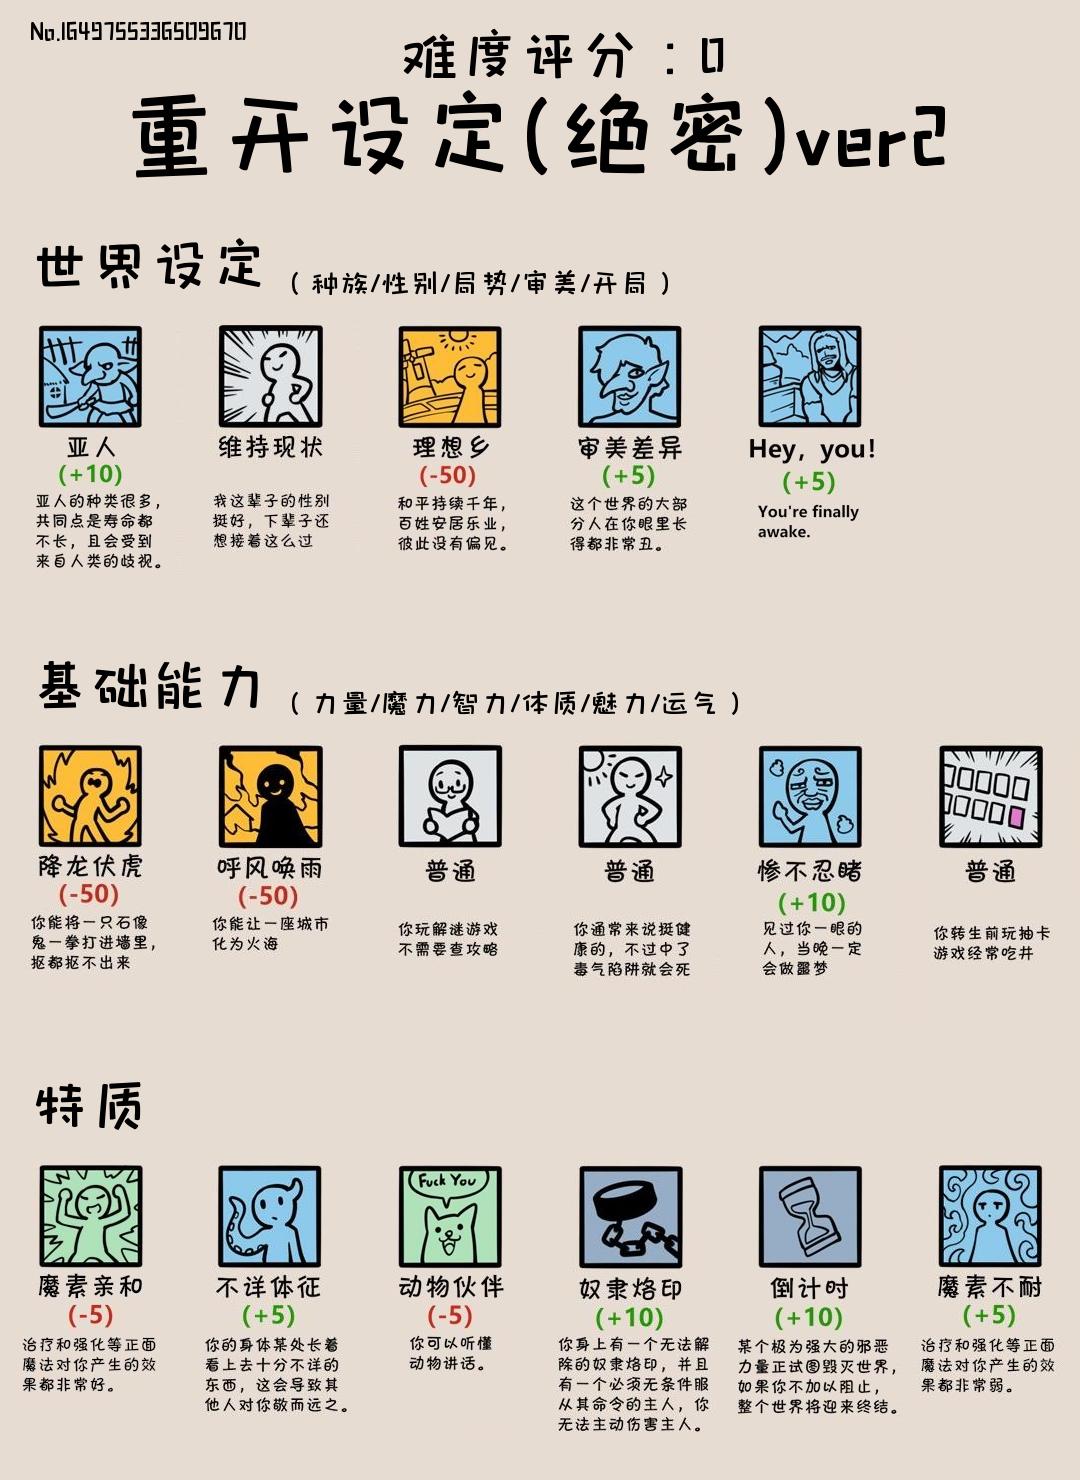 No.1649755336509670
难度评分：0
重开设定(绝密)ver2
世界设定（种族/性别/局势/审美/开局）
亚人
(+10)
亚人的种类很多，
共同点是寿命都
不长，且会受到
来自人类的歧视。
维持现状
我这辈子的性别
挺好，下辈子还
想接着这么过
理想乡
(-50)
和平持续千年，
百姓安居乐业，
彼此没有偏见。
审美差异
(+5)
这个世界的大部
分人在你眼里长
得都非常丑。
Hey, you!
(+5)
You're finally
awake.
基础能力（力量/魔力/智力/体质/魅力/运气）
降龙伏虎
(-50)
你能将一只石像
鬼一拳打进墙里，
抠都抠不出来
呼风唤雨
(-50)
你能让一座城市
化为火海
普通
你玩解谜游戏
不需要查攻略
普通
你通常来说挺健
康的，不过中了
毒气陷阱就会死
惨不忍睹
(+10)
见过你一眼的
人，当晚一定
会做噩梦
普通
你转生前玩抽卡
游戏经常吃井
特质
魔素亲和
(-5)
治疗和强化等正面
魔法对你产生的效
果都非常好。
不详体征
(+5)
你的身体某处长着
看上去十分不详的
东西，这会导致其
他人对你敬而远之。
Fuck You
动物伙伴
(-5)
你可以听懂
动物讲话。
奴隶烙印
(+10)
你身上有一个无法解
除的奴隶烙印，并且
有一个必须无条件服
从其命令的主人，你
无法主动伤害主人。
倒计时
(+10)
某个极为强大的邪恶
力量正试图毁灭世界，
如果你不加以阻止，
整个世界将迎来终结。
魔素不耐
(+5)
治疗和强化等正面
魔法对你产生的效
果都非常弱。